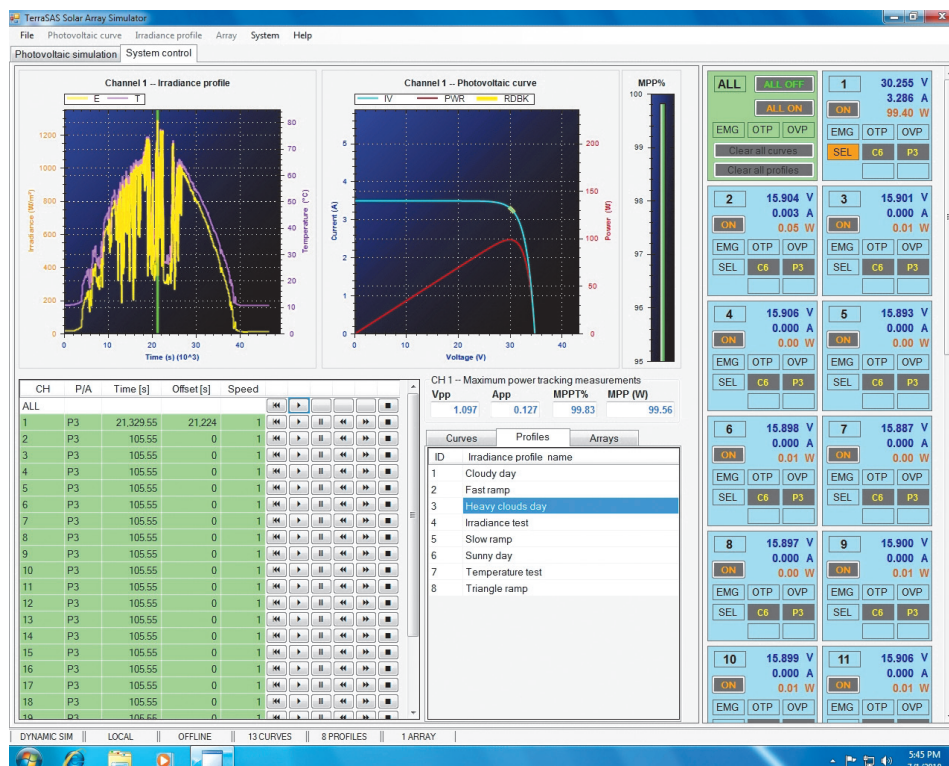 TerraSAS Solar Array Simulator
File Photovoltaic curve Irradiance profile Array System Help
Photovoltaic simulation System control
Channel 1 -- Irradiance profile
E T
1200
1000
800
600
400
200
0
Irradiance (W/m²)
80
70
60
50
40
30
20
10
0
Temperature (°C)
0 10 20 30 40
Time (s) (10^3)
Channel 1 -- Photovoltaic curve
IV PWR RDBK
5
4
3
2
1
0
Current (A)
200
150
100
50
0
Power (W)
0 10 20 30 40
Voltage (V)
MPP%
100
99
99
98
97
96
96
95
ALL ALL OFF
ALL ON
EMG OTP OVP
Clear all curves
Clear all profiles
1 30.255 V
3.286 A
ON 99.40 W
EMG OTP OVP
SEL C6 P3
2 15.904 V
0.003 A
ON 0.05 W
EMG OTP OVP
SEL C6 P3
3 15.901 V
0.000 A
ON 0.01 W
EMG OTP OVP
SEL C6 P3
4 15.906 V
0.000 A
ON 0.00 W
EMG OTP OVP
SEL C6 P3
5 15.893 V
0.000 A
ON 0.00 W
EMG OTP OVP
SEL C6 P3
6 15.898 V
0.000 A
ON 0.01 W
EMG OTP OVP
SEL C6 P3
7 15.887 V
0.000 A
ON 0.00 W
EMG OTP OVP
SEL C6 P3
8 15.897 V
0.000 A
ON 0.00 W
EMG OTP OVP
SEL C6 P3
9 15.900 V
0.000 A
ON 0.01 W
EMG OTP OVP
SEL C6 P3
10 15.899 V
0.000 A
ON 0.01 W
EMG OTP OVP
11 15.906 V
0.000 A
ON 0.01 W
EMG OTP OVP
CH P/A Time [s] Offset [s] Speed
ALL
1 P3 21,329.55 21,224 1
2 P3 105.55 0 1
3 P3 105.55 0 1
4 P3 105.55 0 1
5 P3 105.55 0 1
6 P3 105.55 0 1
7 P3 105.55 0 1
8 P3 105.55 0 1
9 P3 105.55 0 1
10 P3 105.55 0 1
11 P3 105.55 0 1
12 P3 105.55 0 1
13 P3 105.55 0 1
14 P3 105.55 0 1
15 P3 105.55 0 1
16 P3 105.55 0 1
17 P3 105.55 0 1
18 P3 105.55 0 1
19 P3 0 1
CH 1 -- Maximum power tracking measurements
Vpp App MPPT% MPP (W)
1.097 0.127 99.83 99.56
Curves Profiles Arrays
ID Irradiance profile name
1 Cloudy day
2 Fast ramp
3 Heavy clouds day
4 Irradiance test
5 Slow ramp
6 Sunny day
7 Temperature test
8 Triangle ramp
DYNAMIC SIM LOCAL OFFLINE 13 CURVES 8 PROFILES 1 ARRAY
5:45 PM